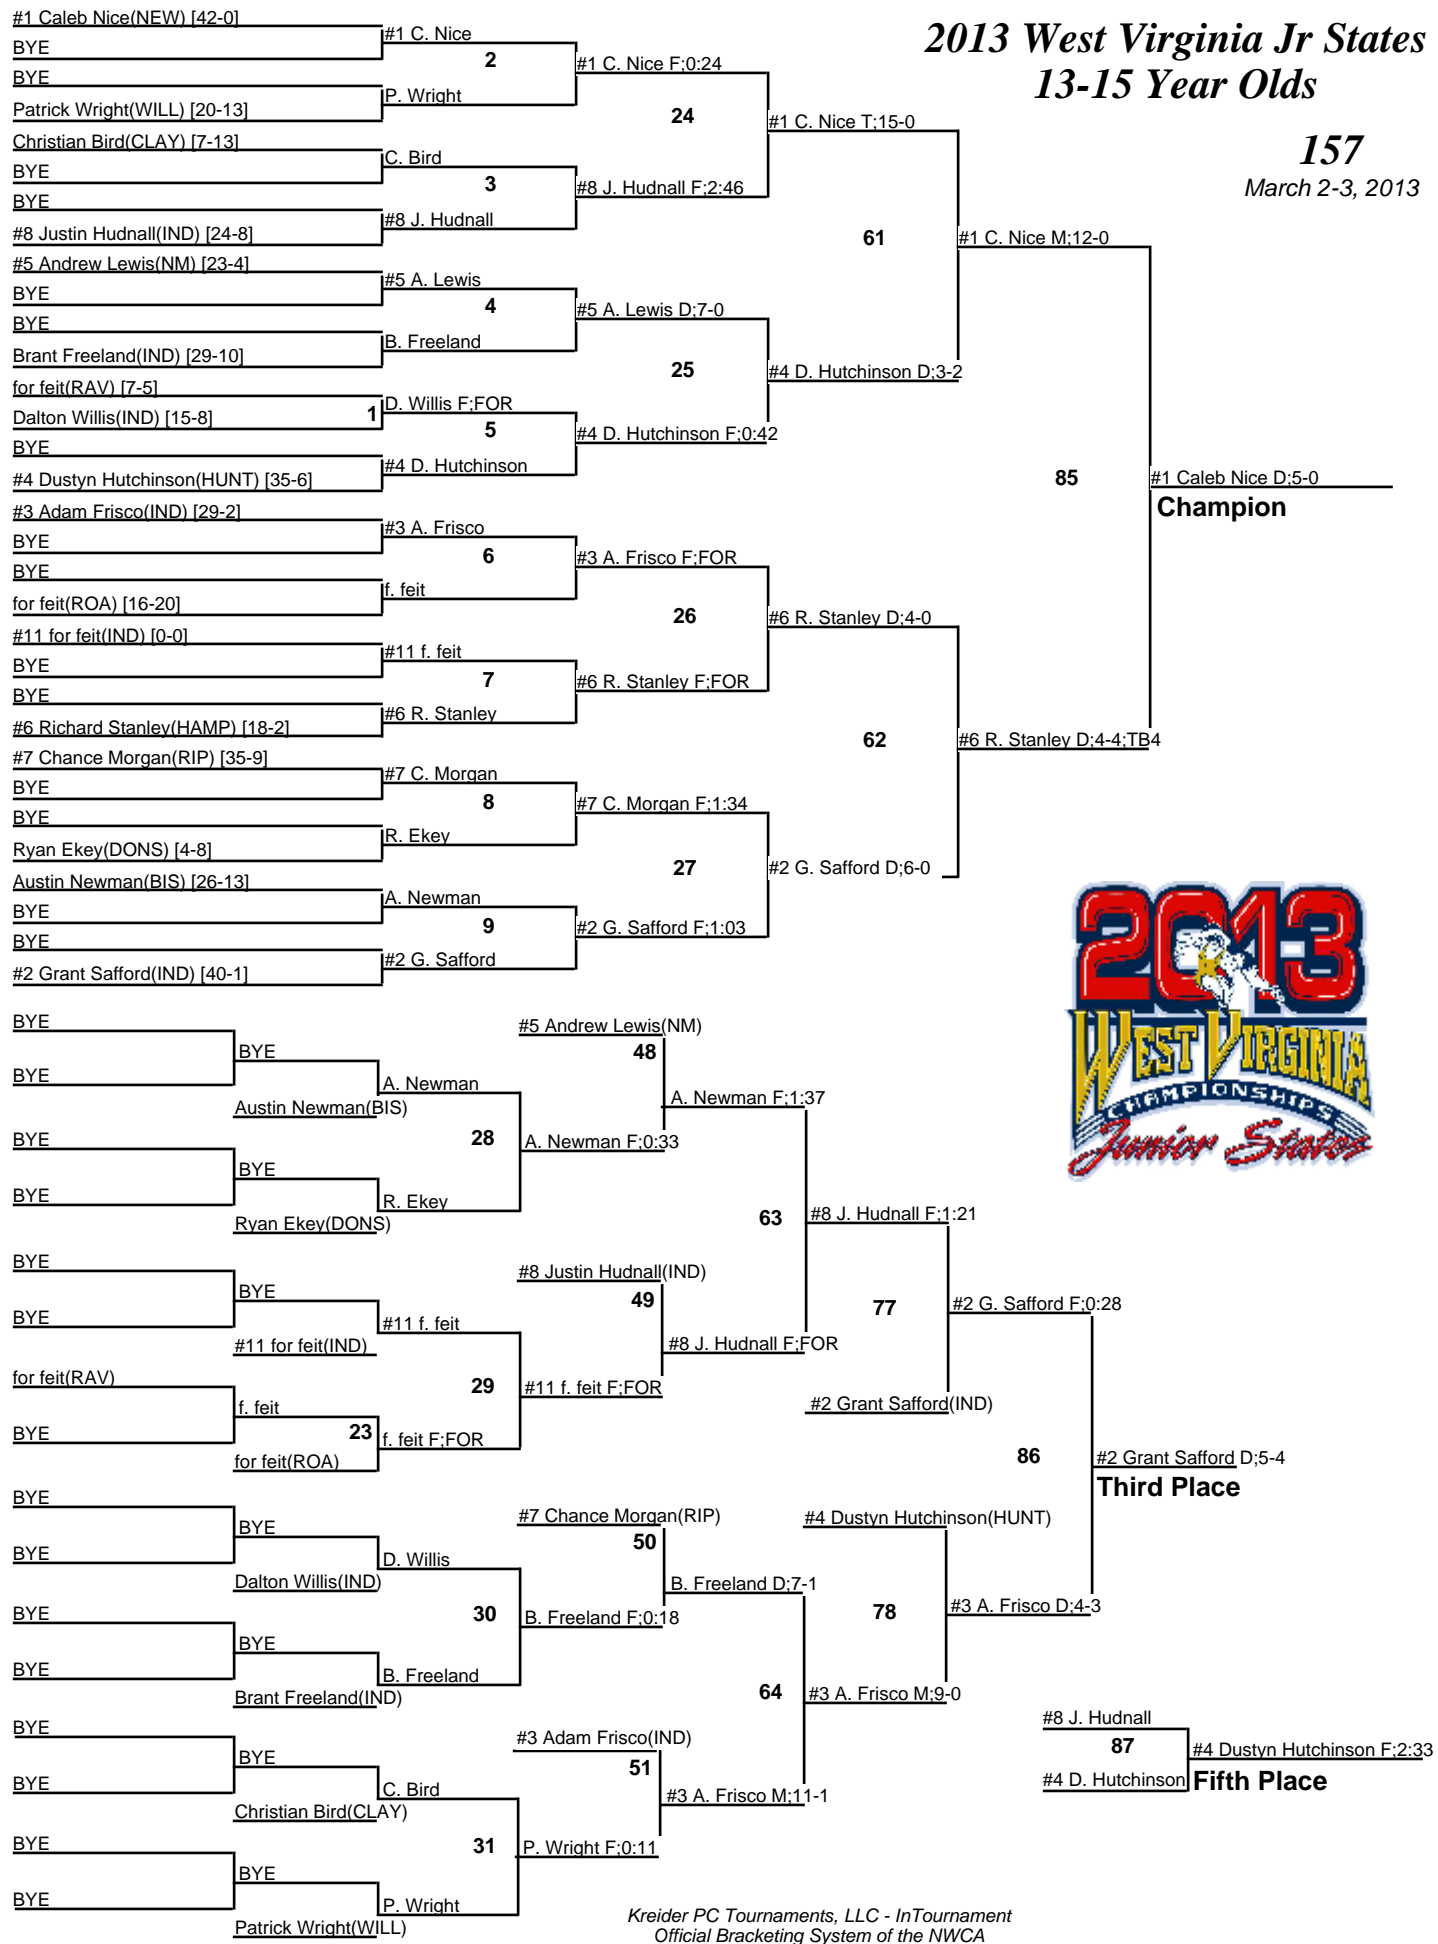 2013 West Virginia Jr States
13-15 Year Olds
157
March 2-3, 2013
#1 Caleb Nice(NEW) [42-0]
BYE
BYE
Patrick Wright(WILL) [20-13]
Christian Bird(CLAY) [7-13]
BYE
BYE
#8 Justin Hudnall(IND) [24-8]
#5 Andrew Lewis(NM) [23-4]
BYE
BYE
Brant Freeland(IND) [29-10]
for feit(RAV) [7-5]
Dalton Willis(IND) [15-8]
BYE
#4 Dustyn Hutchinson(HUNT) [35-6]
#3 Adam Frisco(IND) [29-2]
BYE
BYE
for feit(ROA) [16-20]
#11 for feit(IND) [0-0]
BYE
BYE
#6 Richard Stanley(HAMP) [18-2]
#7 Chance Morgan(RIP) [35-9]
BYE
BYE
Ryan Ekey(DONS) [4-8]
Austin Newman(BIS) [26-13]
BYE
BYE
#2 Grant Safford(IND) [40-1]
1
#1 C. Nice
2
P. Wright
C. Bird
3
#8 J. Hudnall
#5 A. Lewis
4
B. Freeland
D. Willis F;FOR
5
#4 D. Hutchinson
#3 A. Frisco
6
f. feit
#11 f. feit
7
#6 R. Stanley
#7 C. Morgan
8
R. Ekey
A. Newman
9
#2 G. Safford
#1 C. Nice F;0:24
24
#8 J. Hudnall F;2:46
#5 A. Lewis D;7-0
25
#4 D. Hutchinson F;0:42
#3 A. Frisco F;FOR
26
#6 R. Stanley F;FOR
#7 C. Morgan F;1:34
27
#2 G. Safford F;1:03
#1 C. Nice T;15-0
61
#4 D. Hutchinson D;3-2
#6 R. Stanley D;4-0
62
#2 G. Safford D;6-0
#1 C. Nice M;12-0
85
#6 R. Stanley D;4-4;TB4
#1 Caleb Nice D;5-0
Champion
2013
WEST VIRGINIA
CHAMPIONSHIPS
Junior States
BYE
BYE
BYE
BYE
BYE
BYE
for feit(RAV)
BYE
BYE
BYE
BYE
BYE
BYE
BYE
BYE
BYE
BYE
Austin Newman(BIS)
BYE
Ryan Ekey(DONS)
BYE
#11 for feit(IND)
f. feit
23
for feit(ROA)
BYE
Dalton Willis(IND)
BYE
Brant Freeland(IND)
BYE
Christian Bird(CLAY)
BYE
Patrick Wright(WILL)
A. Newman
28
R. Ekey
#11 f. feit
29
f. feit F;FOR
D. Willis
30
B. Freeland
C. Bird
31
P. Wright
#5 Andrew Lewis(NM)
48
A. Newman F;0:33
#8 Justin Hudnall(IND)
49
#11 f. feit F;FOR
#7 Chance Morgan(RIP)
50
B. Freeland F;0:18
#3 Adam Frisco(IND)
51
P. Wright F;0:11
A. Newman F;1:37
63
#8 J. Hudnall F;FOR
B. Freeland D;7-1
64
#3 A. Frisco M;11-1
#8 J. Hudnall F;1:21
77
#2 Grant Safford(IND)
#4 Dustyn Hutchinson(HUNT)
78
#3 A. Frisco M;9-0
#2 G. Safford F;0:28
86
#3 A. Frisco D;4-3
#2 Grant Safford D;5-4
Third Place
#8 J. Hudnall
87
#4 D. Hutchinson
#4 Dustyn Hutchinson F;2:33
Fifth Place
Kreider PC Tournaments, LLC - InTournament
Official Bracketing System of the NWCA